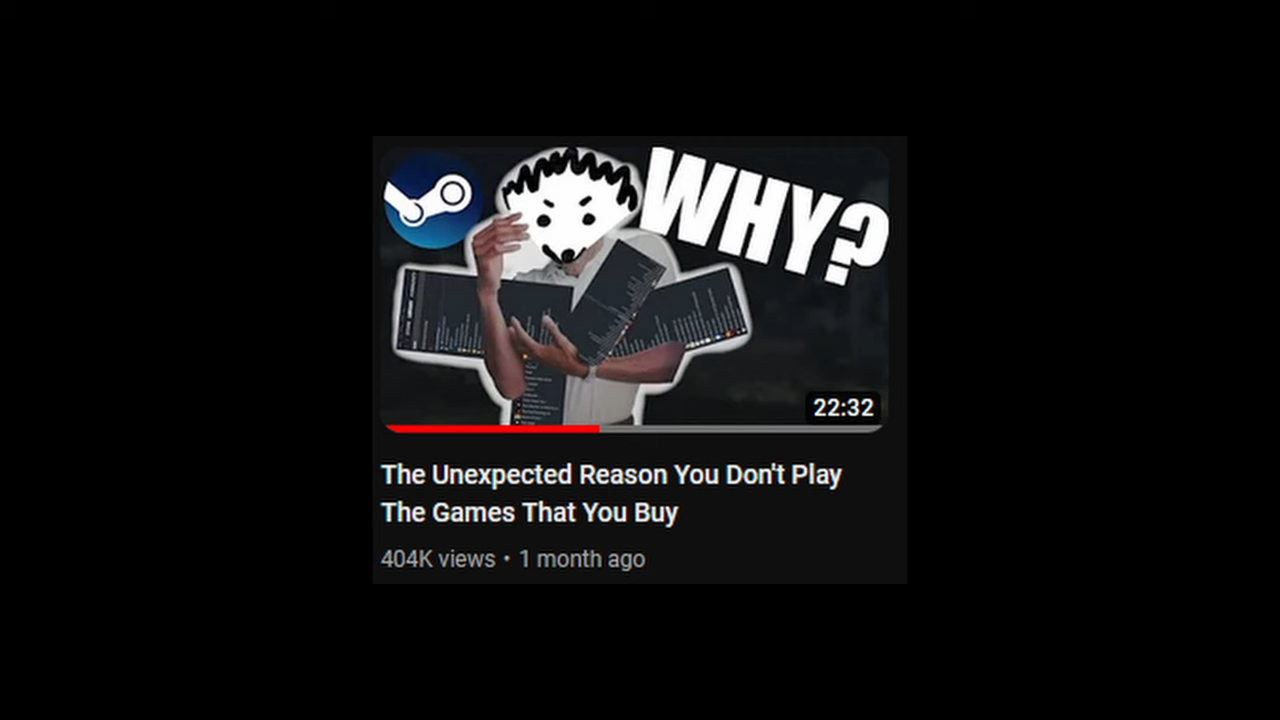 WHY?
22:32
The Unexpected Reason You Don't Play
The Games That You Buy
404K views • 1 month ago